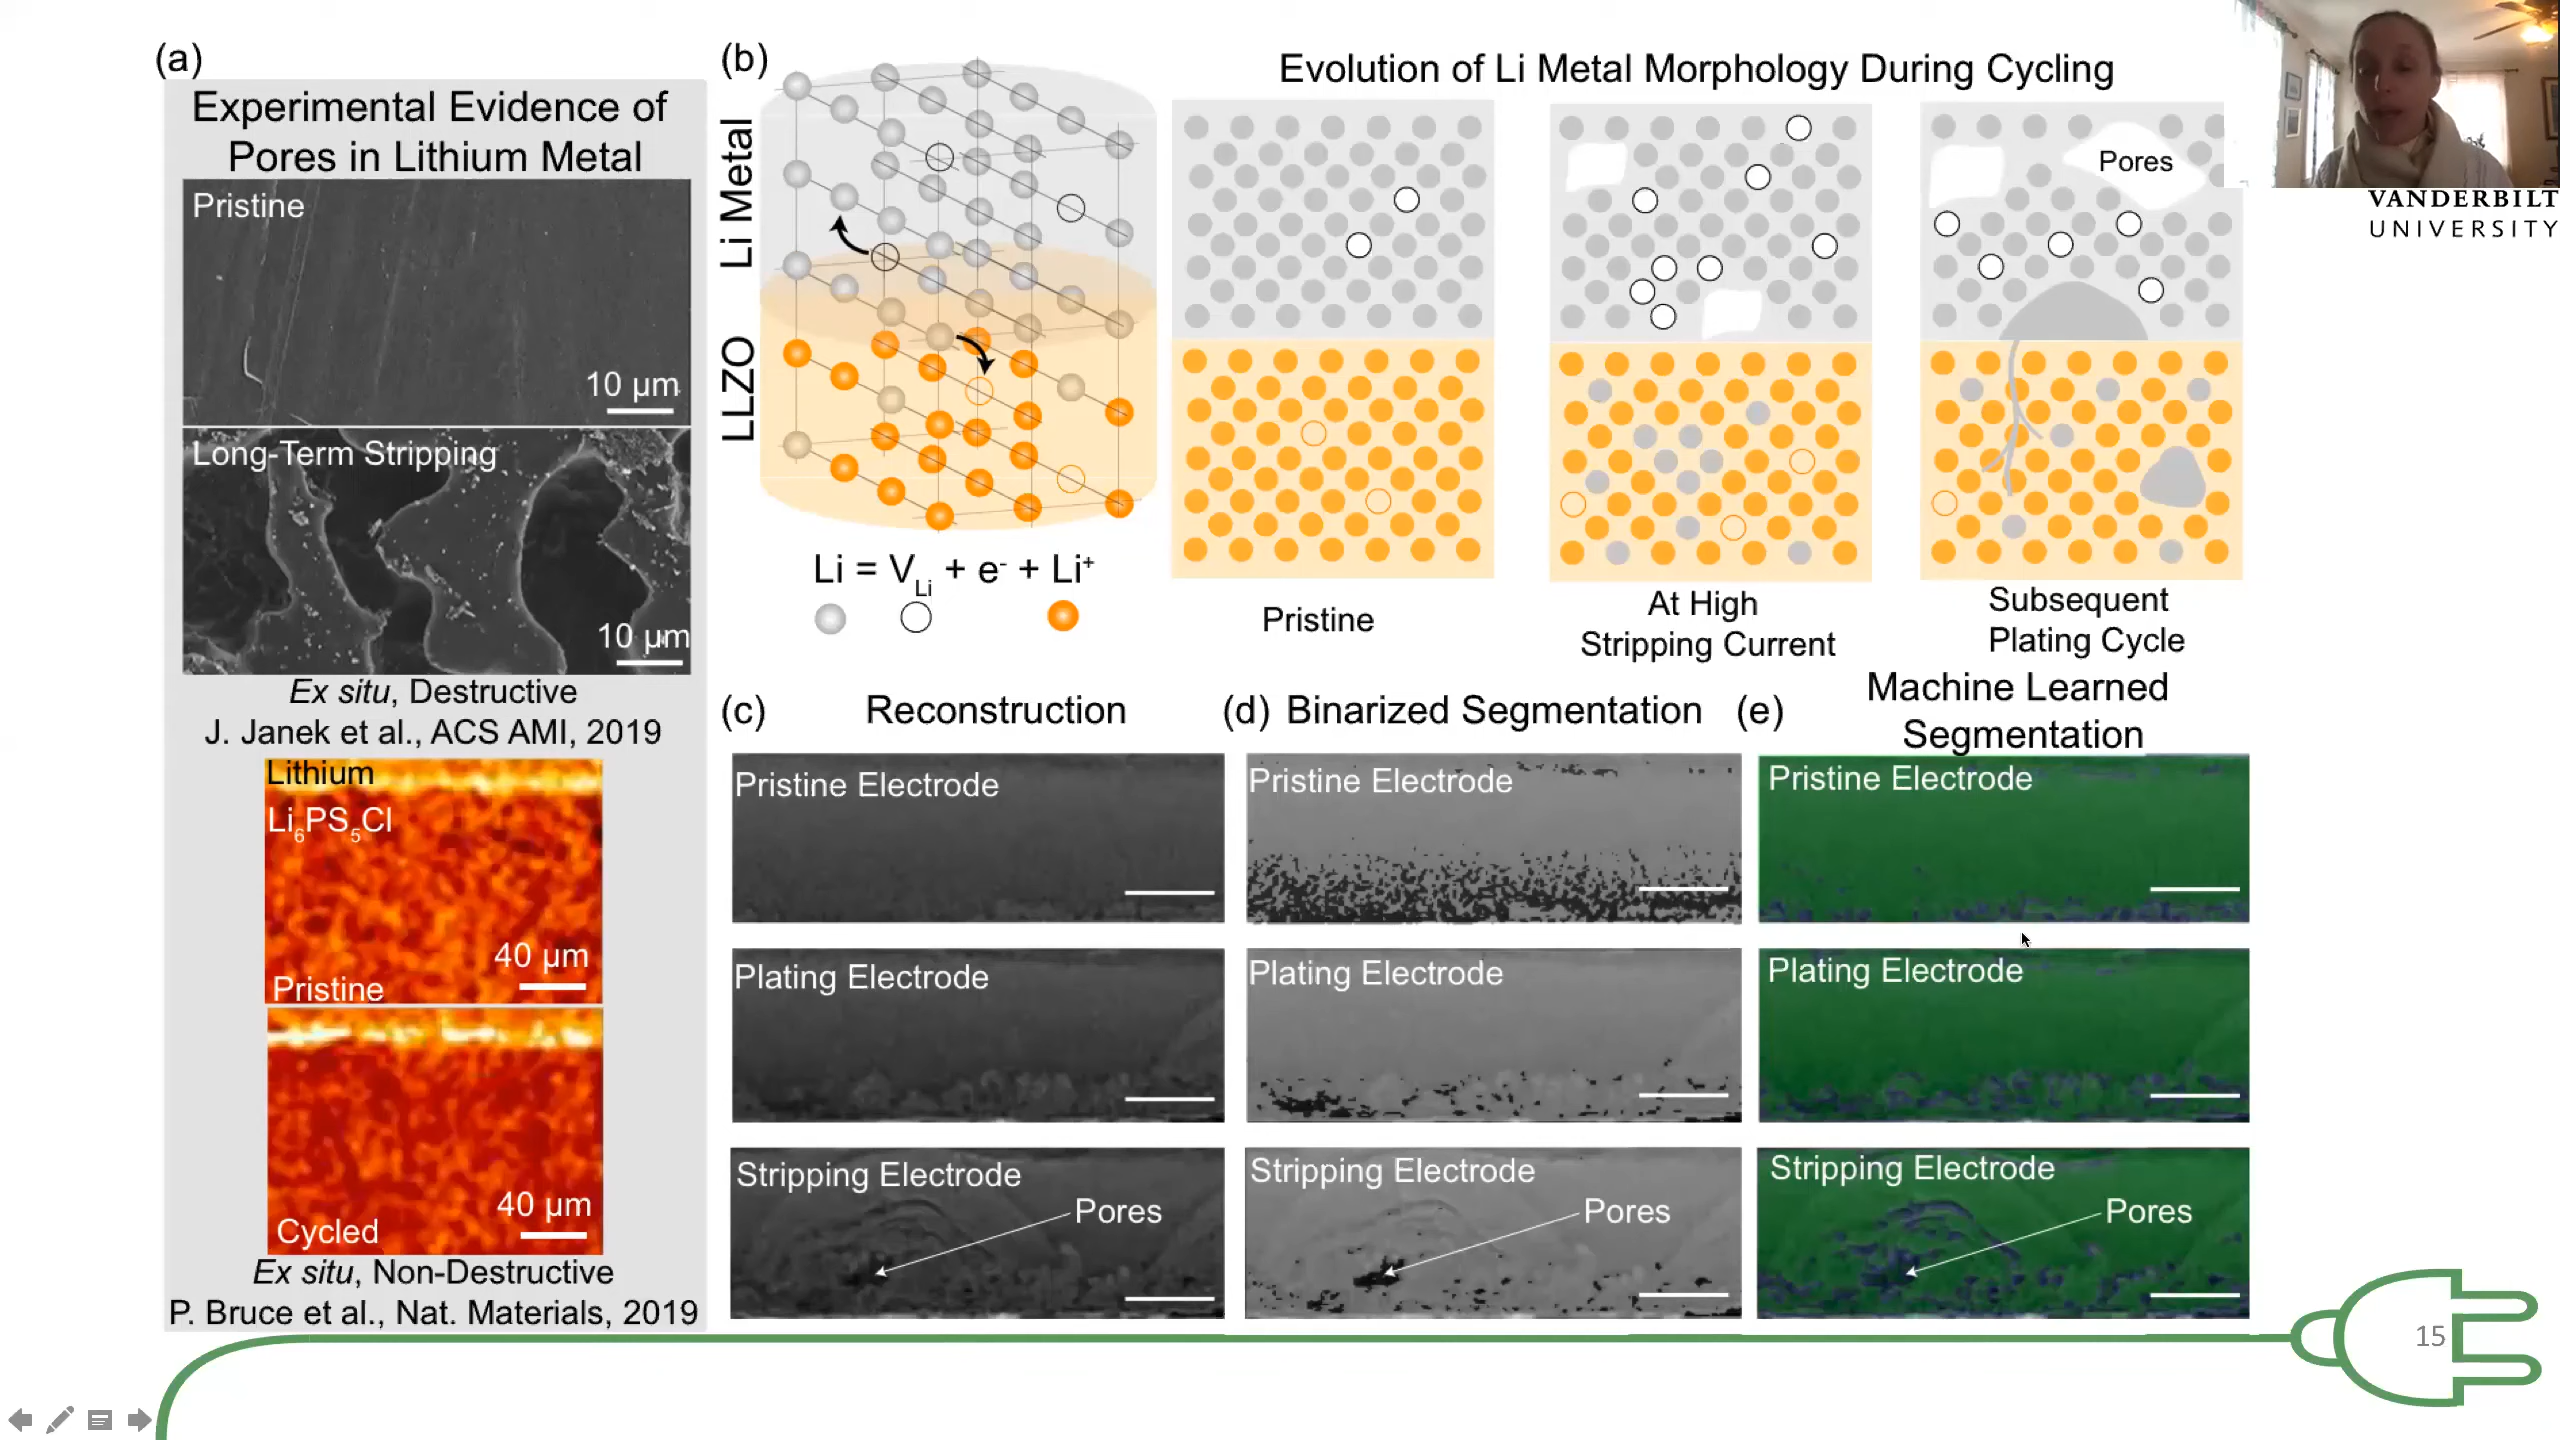 (a)
Experimental Evidence of
Pores in Lithium Metal
Pristine
10 µm
Long-Term Stripping
10 µm
Ex situ, Destructive
J. Janek et al., ACS AMI, 2019
Lithium
Li₆PS₅Cl
40 µm
Pristine
40 µm
Cycled
Ex situ, Non-Destructive
P. Bruce et al., Nat. Materials, 2019
(b)
Li Metal
LLZO
Li = V_Li + e⁻ + Li⁺
Evolution of Li Metal Morphology During Cycling
Pores
Pristine
At High
Stripping Current
Subsequent
Plating Cycle
(c) Reconstruction
Pristine Electrode
Plating Electrode
Stripping Electrode
Pores
(d) Binarized Segmentation
Pristine Electrode
Plating Electrode
Stripping Electrode
Pores
(e) Machine Learned
Segmentation
Pristine Electrode
Plating Electrode
Stripping Electrode
Pores
VANDERBILT
UNIVERSITY
15